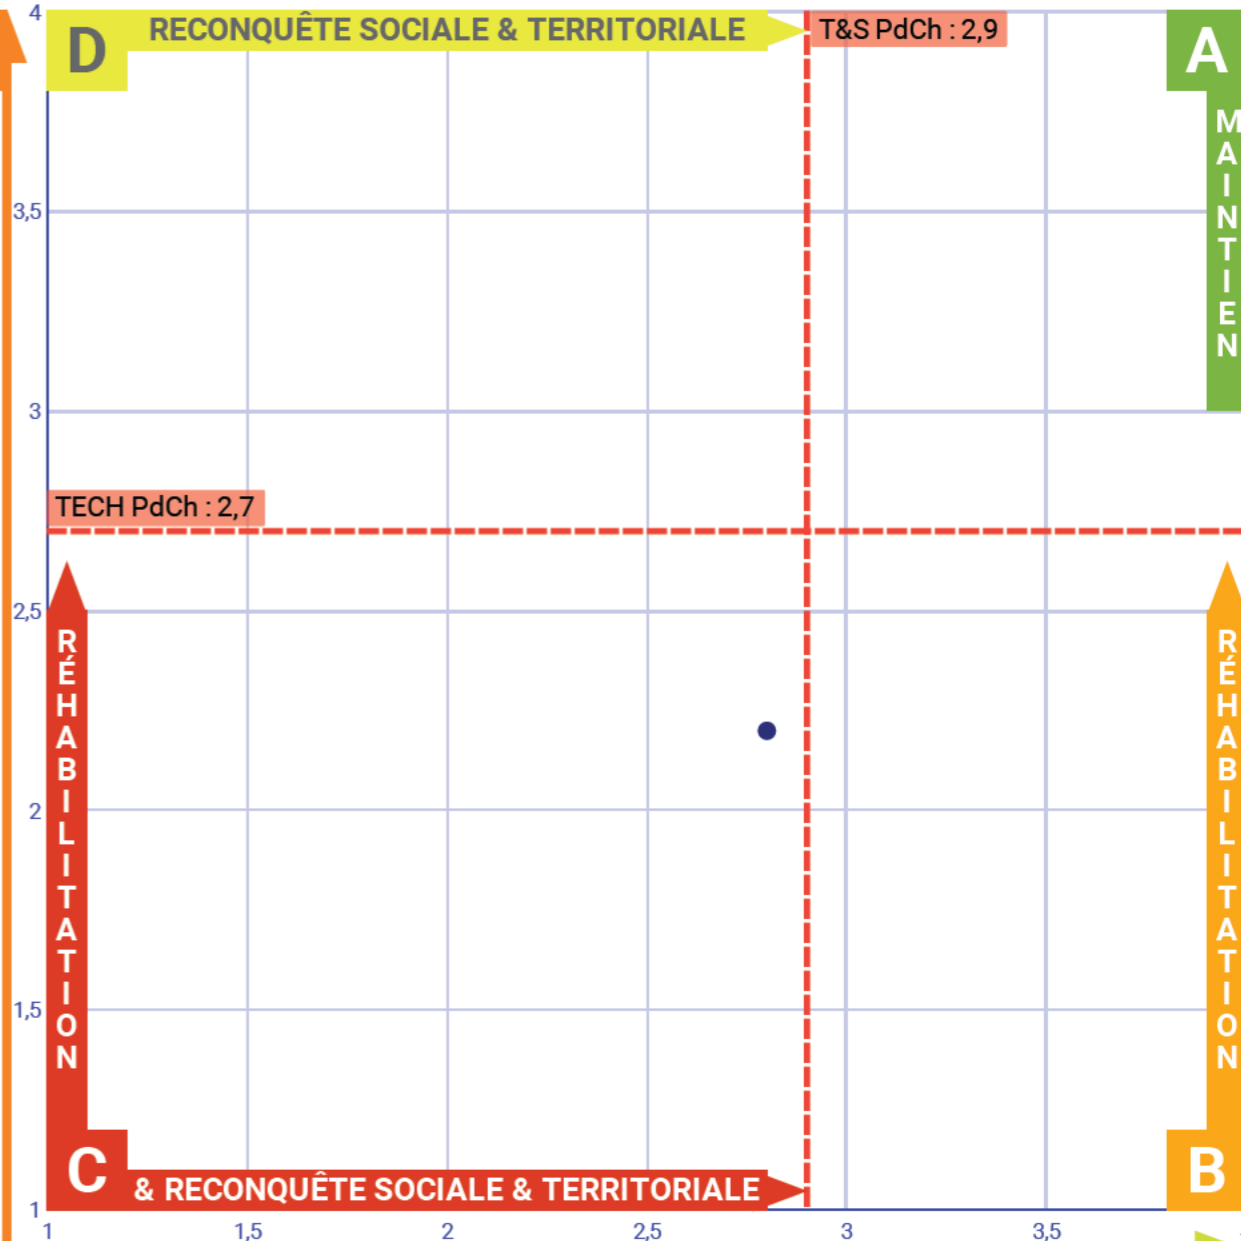 4
D
RECONQUÊTE SOCIALE & TERRITORIALE
T&S PdCh : 2,9
A
MAINTIEN
3,5
3
TECH PdCh : 2,7
2,5
RÉHABILITATION
RÉHABILITATION
2
1,5
C
& RECONQUÊTE SOCIALE & TERRITORIALE
B
1
1
1,5
2
2,5
3
3,5